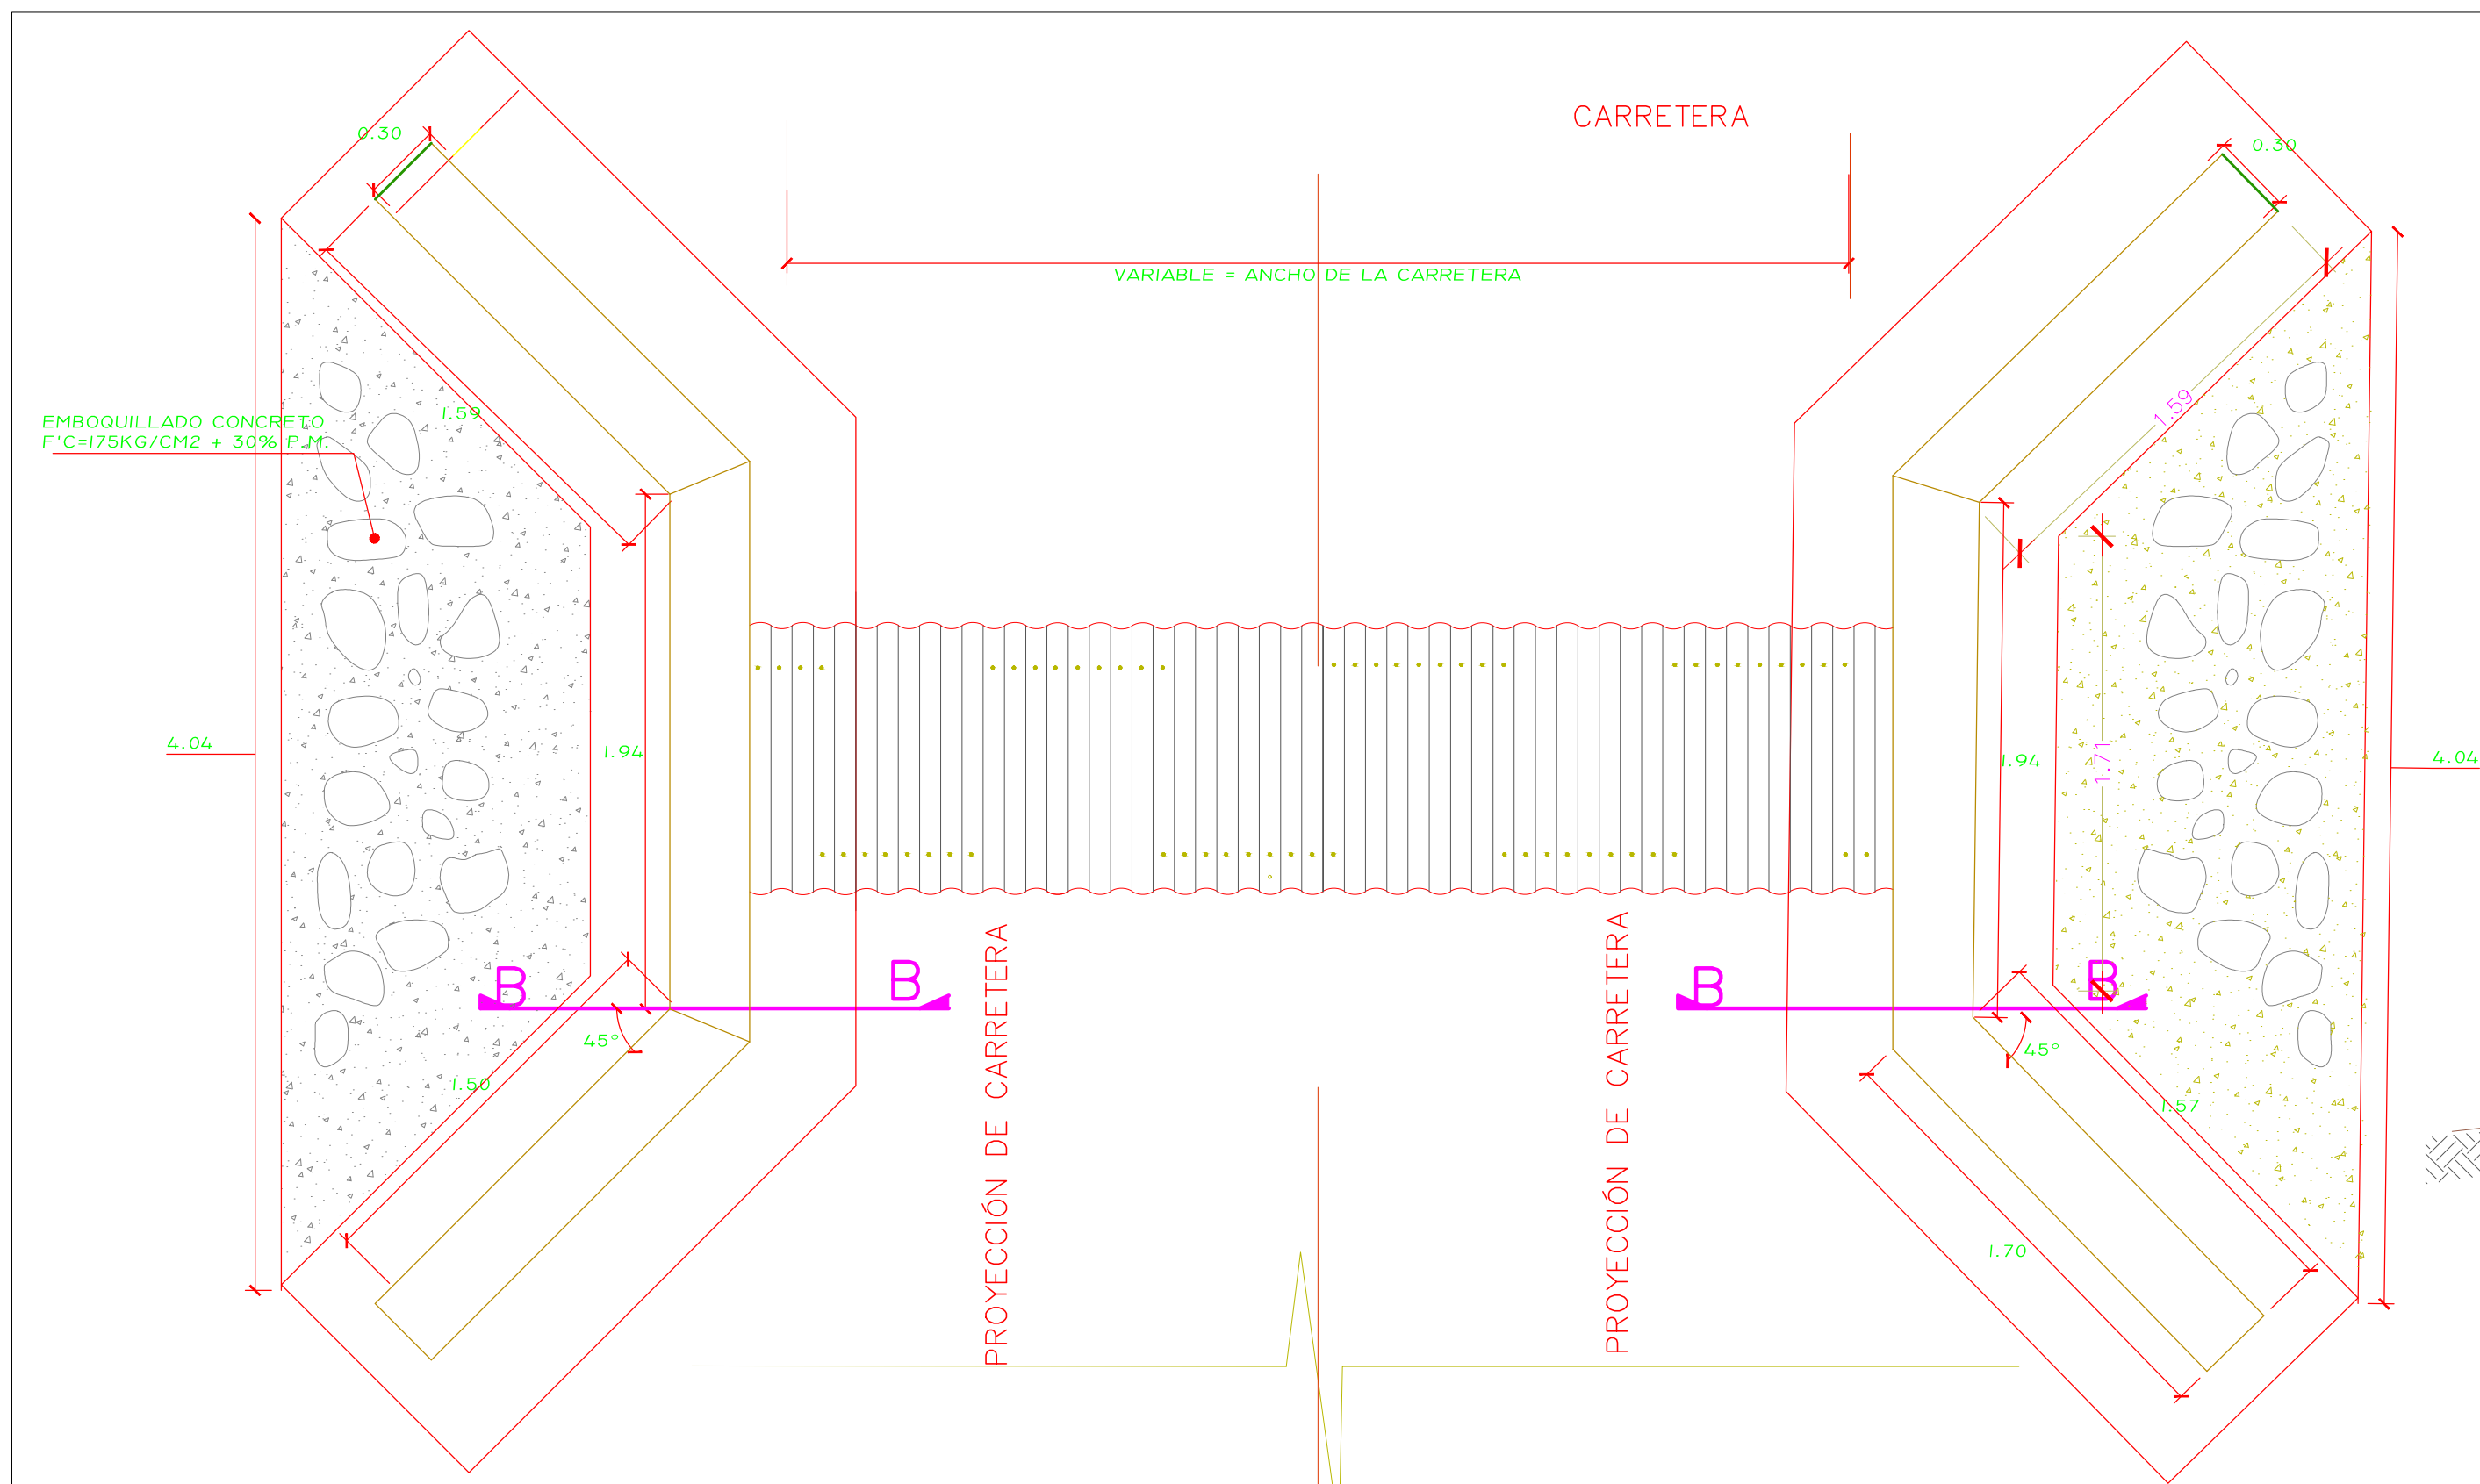 CARRETERA
0.30
0.30
VARIABLE = ANCHO DE LA CARRETERA
1.59
1.59
EMBOQUILLADO CONCRETO
F'C=175KG/CM2 + 30% P.M.
4.04
1.94
1.94
1.71
4.04
B
B
B
B
45°
45°
1.50
1.57
1.70
PROYECCIÓN DE CARRETERA
PROYECCIÓN DE CARRETERA